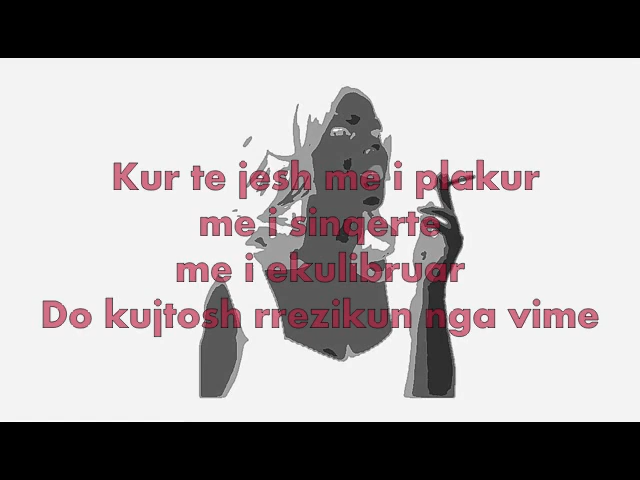 Kur te jesh me i plakur
me i sinqerte
me i ekulibruar
Do kujtosh rrezikun nga vime